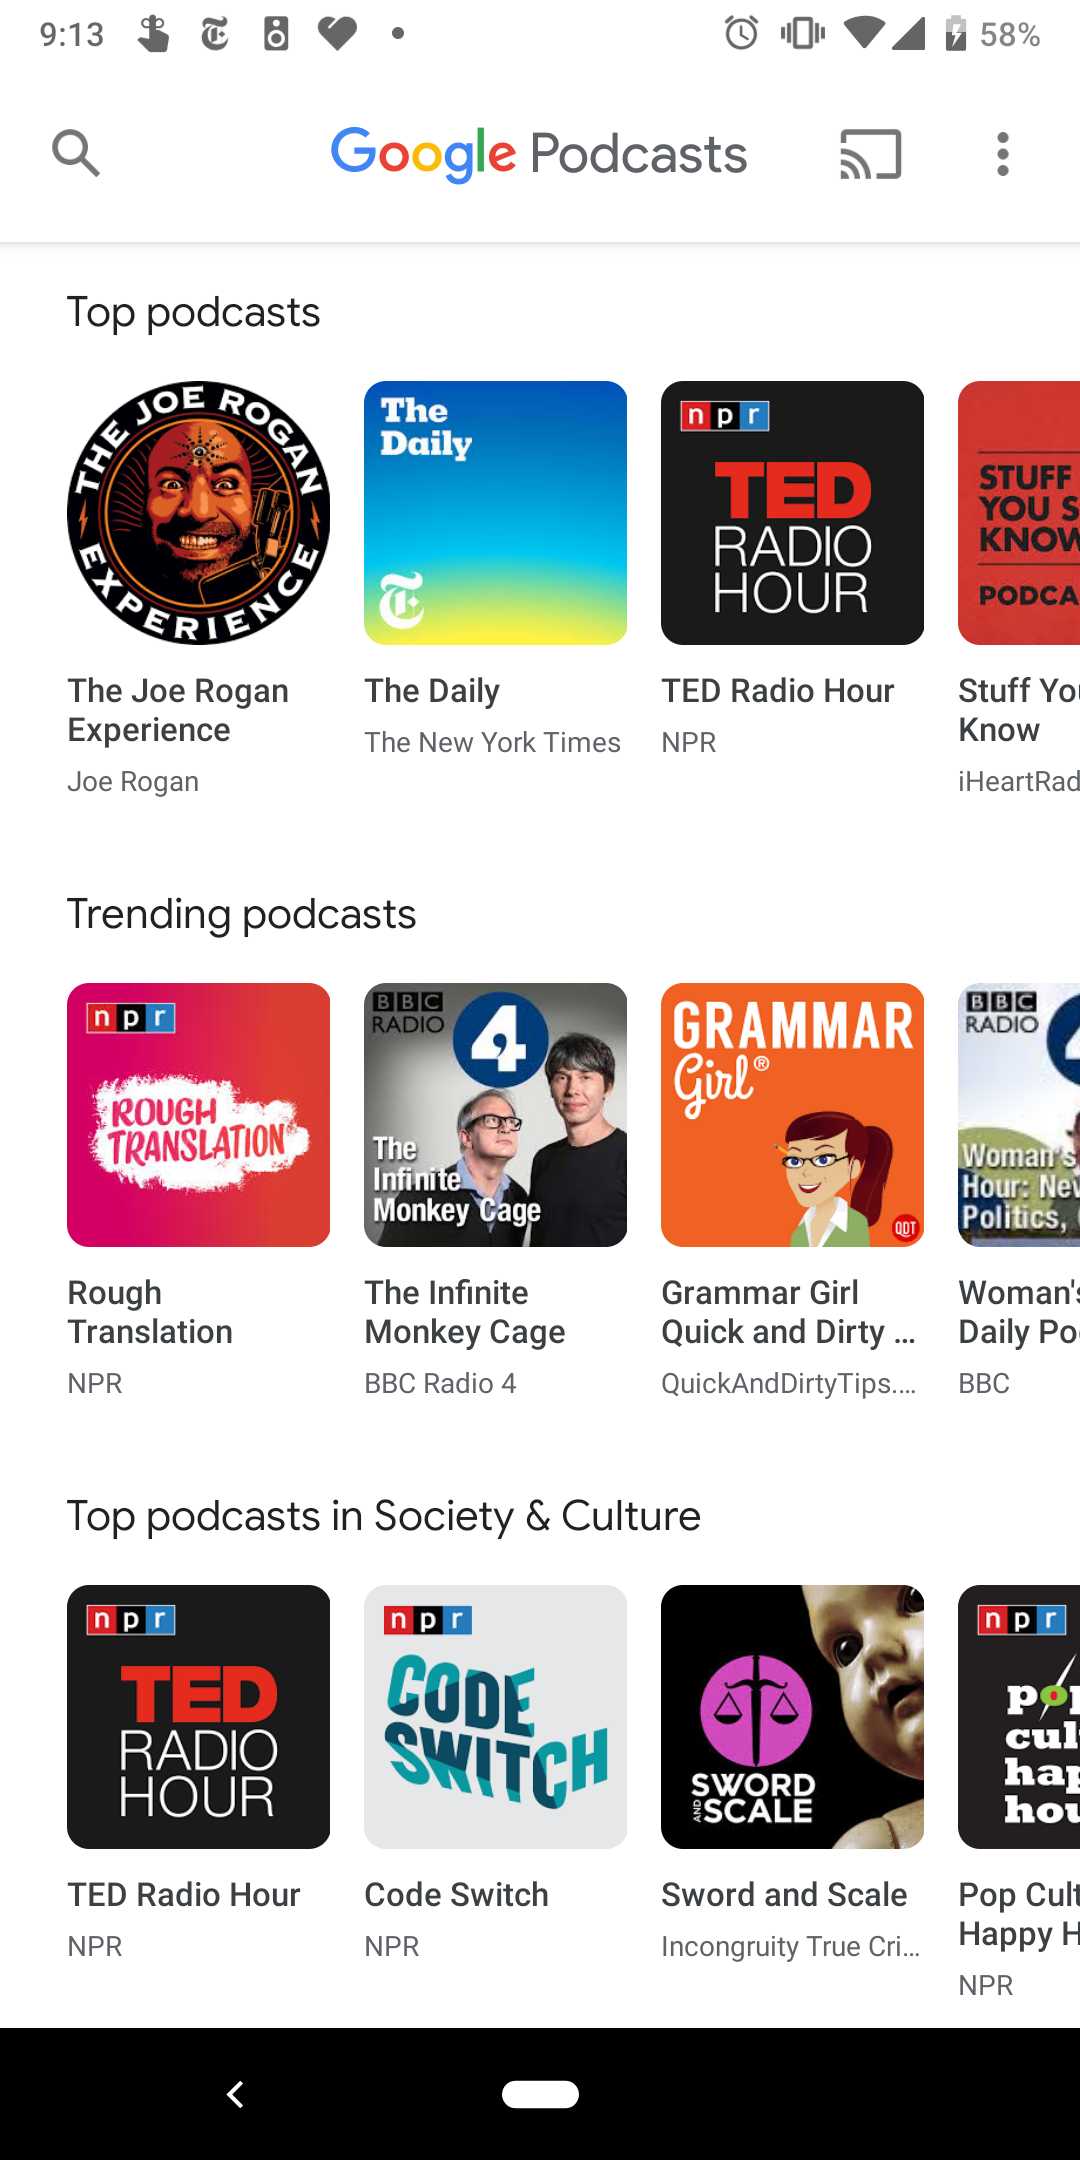 9:13
58%
Google Podcasts
Top podcasts
THE JOE ROGAN EXPERIENCE
The
Daily
npr
TED
RADIO
HOUR
STUFF
YOU S
KNOW
PODCA
The Joe Rogan
Experience
Joe Rogan
The Daily
The New York Times
TED Radio Hour
NPR
Stuff You
Know
iHeartRad
Trending podcasts
npr
ROUGH
TRANSLATION
BBC
RADIO
4
The
Infinite
Monkey Cage
GRAMMAR
Girl®
QDT
BBC
RADIO
4
Woman's
Hour: New
Politics,
Rough
Translation
NPR
The Infinite
Monkey Cage
BBC Radio 4
Grammar Girl
Quick and Dirty ...
QuickAndDirtyTips....
Woman's
Daily Po
BBC
Top podcasts in Society & Culture
npr
TED
RADIO
HOUR
npr
CODE
SWITCH
SWORD
AND SCALE
npr
pop
cul
hap
hou
TED Radio Hour
NPR
Code Switch
NPR
Sword and Scale
Incongruity True Cri...
Pop Cult
Happy H
NPR